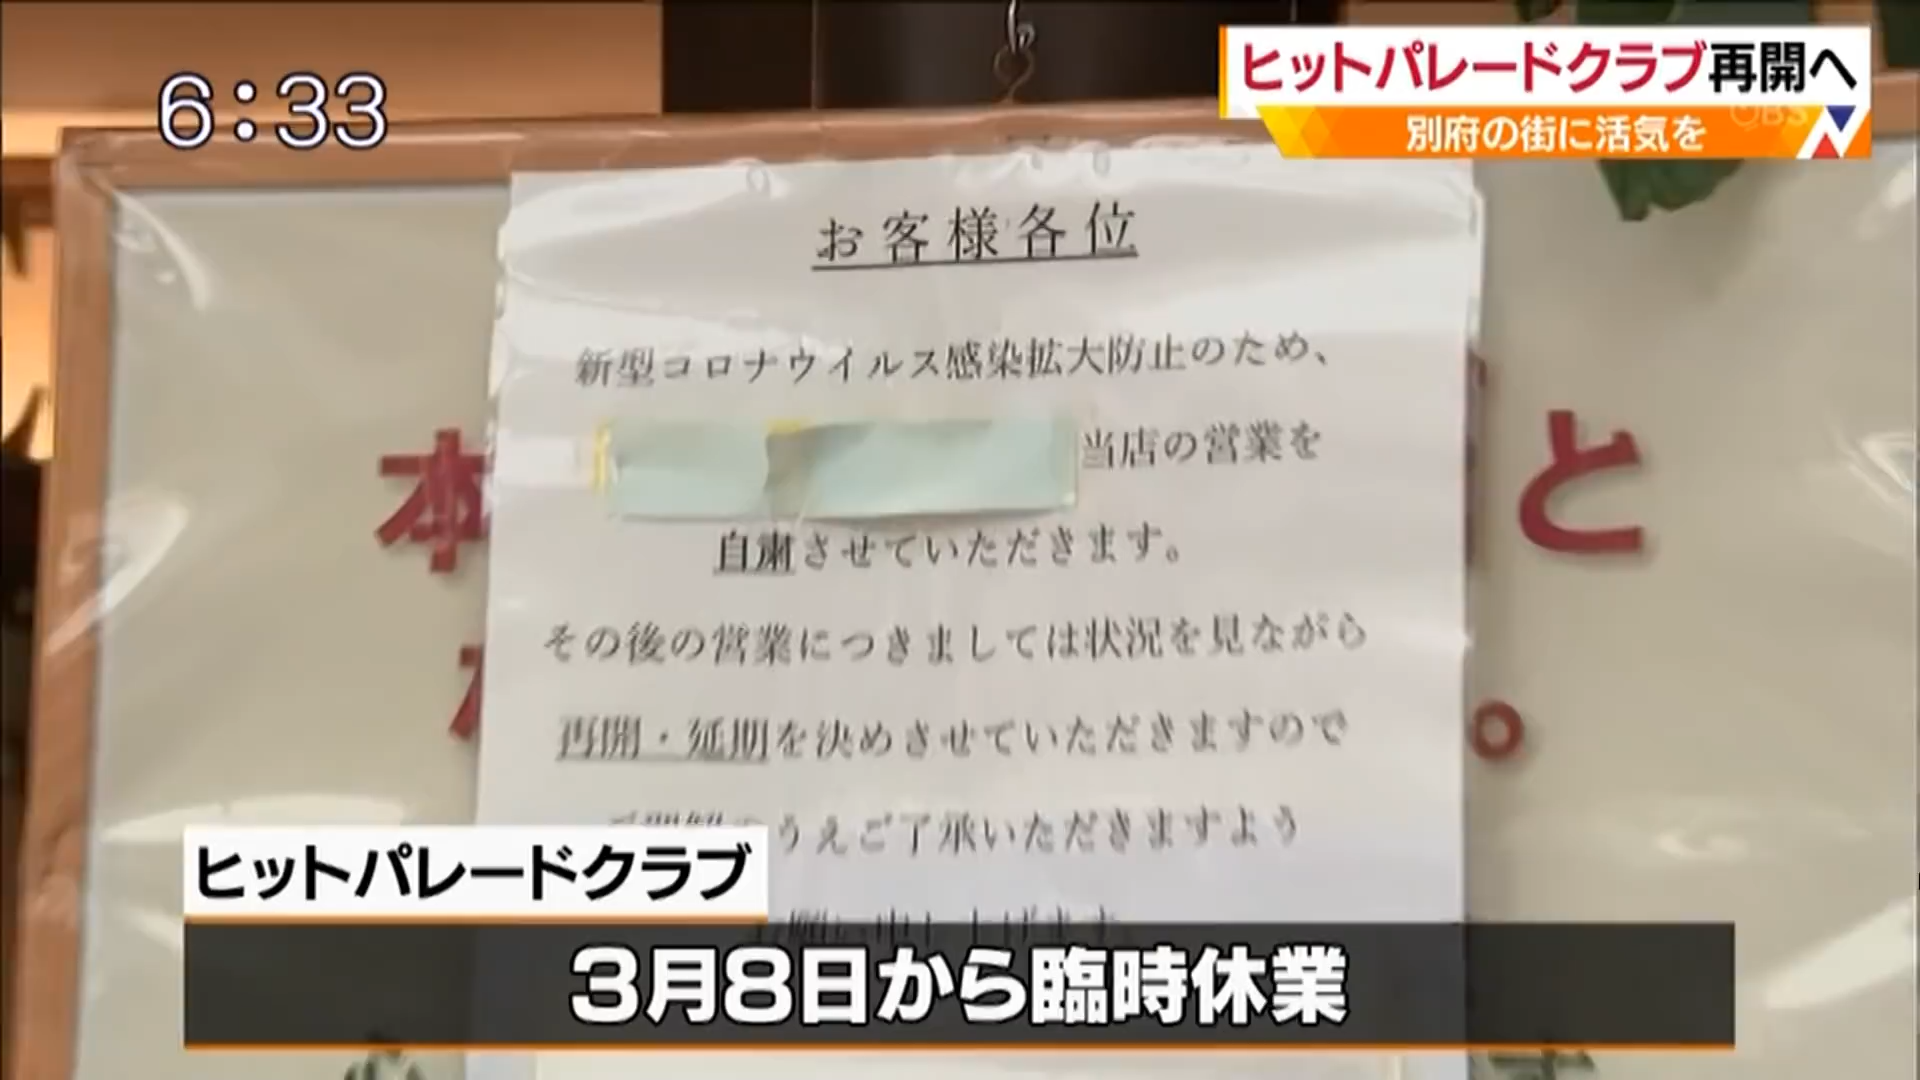 6:33
ヒットパレードクラブ再開へ
別府の街に活気を
OBS
お客様各位
新型コロナウイルス感染拡大防止のため、
当店の営業を
自粛させていただきます。
その後の営業につきましては状況を見ながら
再開・延期を決めさせていただきますので
うえご了承いただきますよう
本
と
。
ヒットパレードクラブ
3月8日から臨時休業